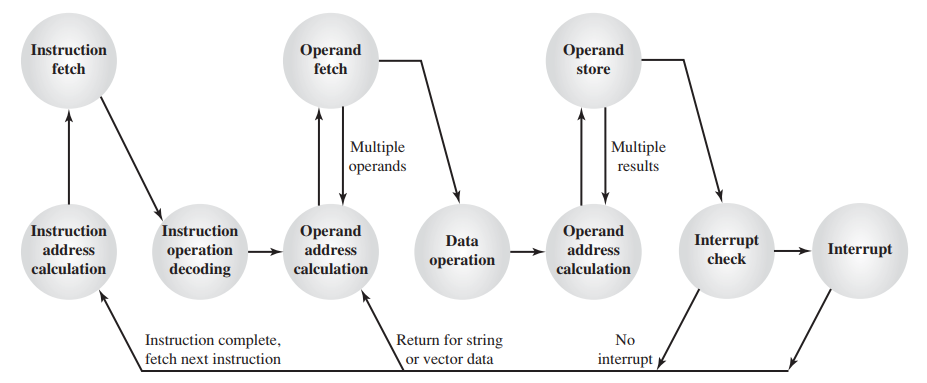 Instruction
fetch
Operand
fetch
Operand
store
Multiple
operands
Multiple
results
Instruction
address
calculation
Instruction
operation
decoding
Operand
address
calculation
Data
operation
Operand
address
calculation
Interrupt
check
Interrupt
Instruction complete,
fetch next instruction
Return for string
or vector data
No
interrupt